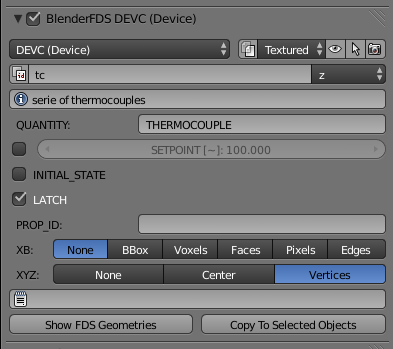 BlenderFDS DEVC (Device)
DEVC (Device) Textured
tc z
serie of thermocouples
QUANTITY: THERMOCOUPLE
SETPOINT [~]: 100.000
INITIAL_STATE
LATCH
PROP_ID:
XB: None BBox Voxels Faces Pixels Edges
XYZ: None Center Vertices
Show FDS Geometries Copy To Selected Objects